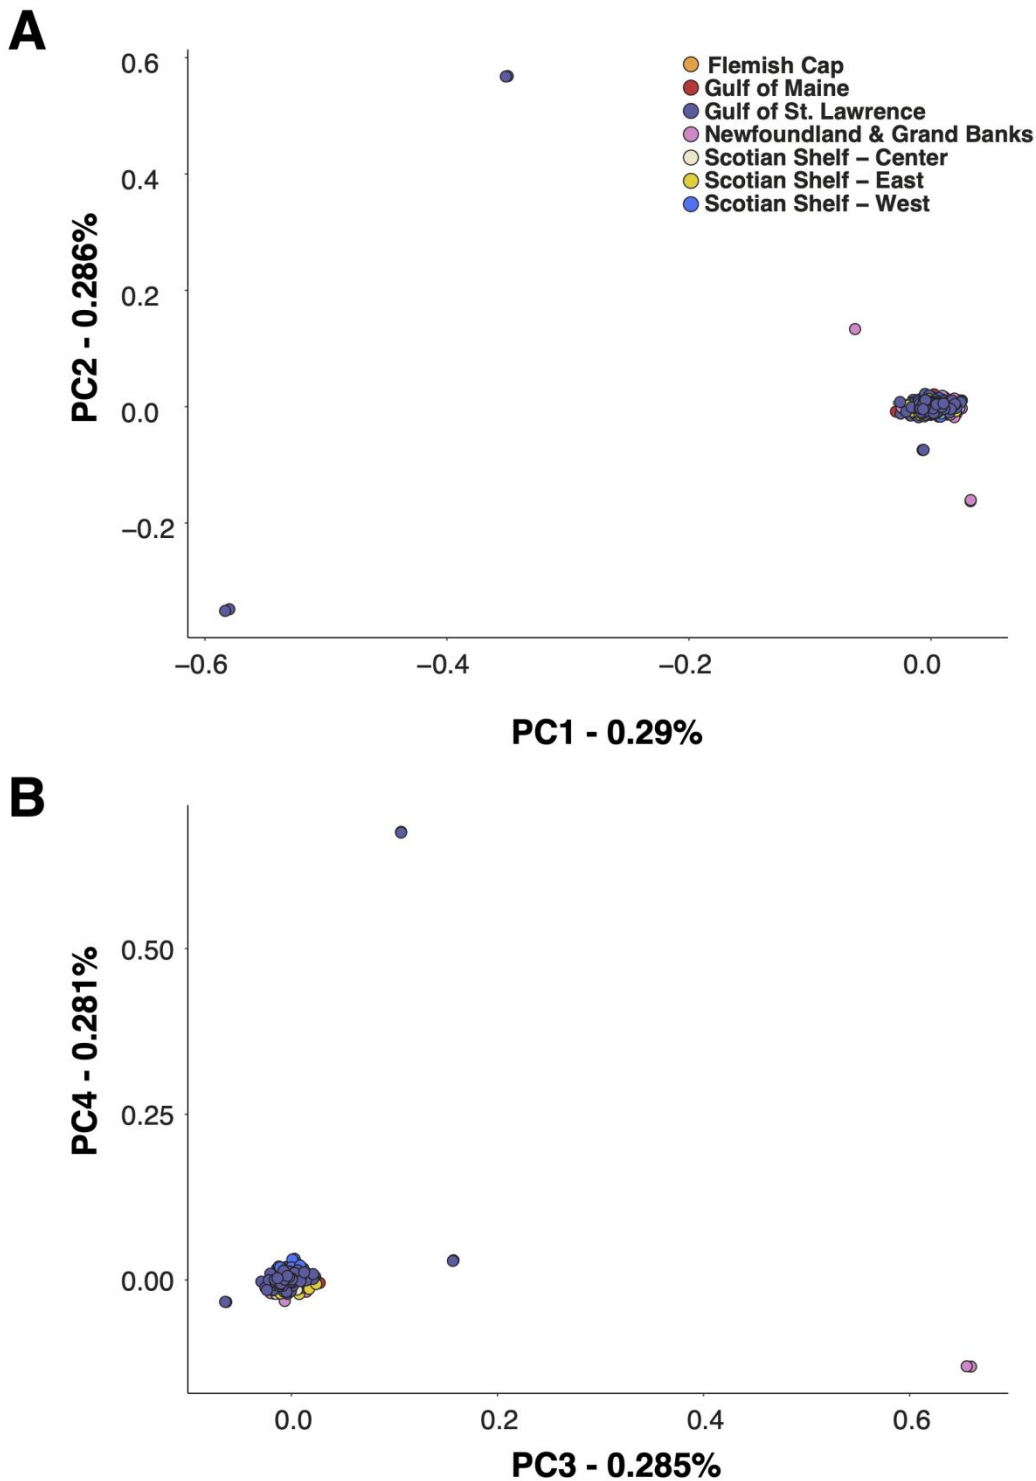 A
0.6
0.4
0.2
0.0
−0.2
PC2 - 0.286%
Flemish Cap
Gulf of Maine
Gulf of St. Lawrence
Newfoundland & Grand Banks
Scotian Shelf – Center
Scotian Shelf – East
Scotian Shelf – West
−0.6
−0.4
−0.2
0.0
PC1 - 0.29%
B
0.50
0.25
0.00
PC4 - 0.281%
0.0
0.2
0.4
0.6
PC3 - 0.285%